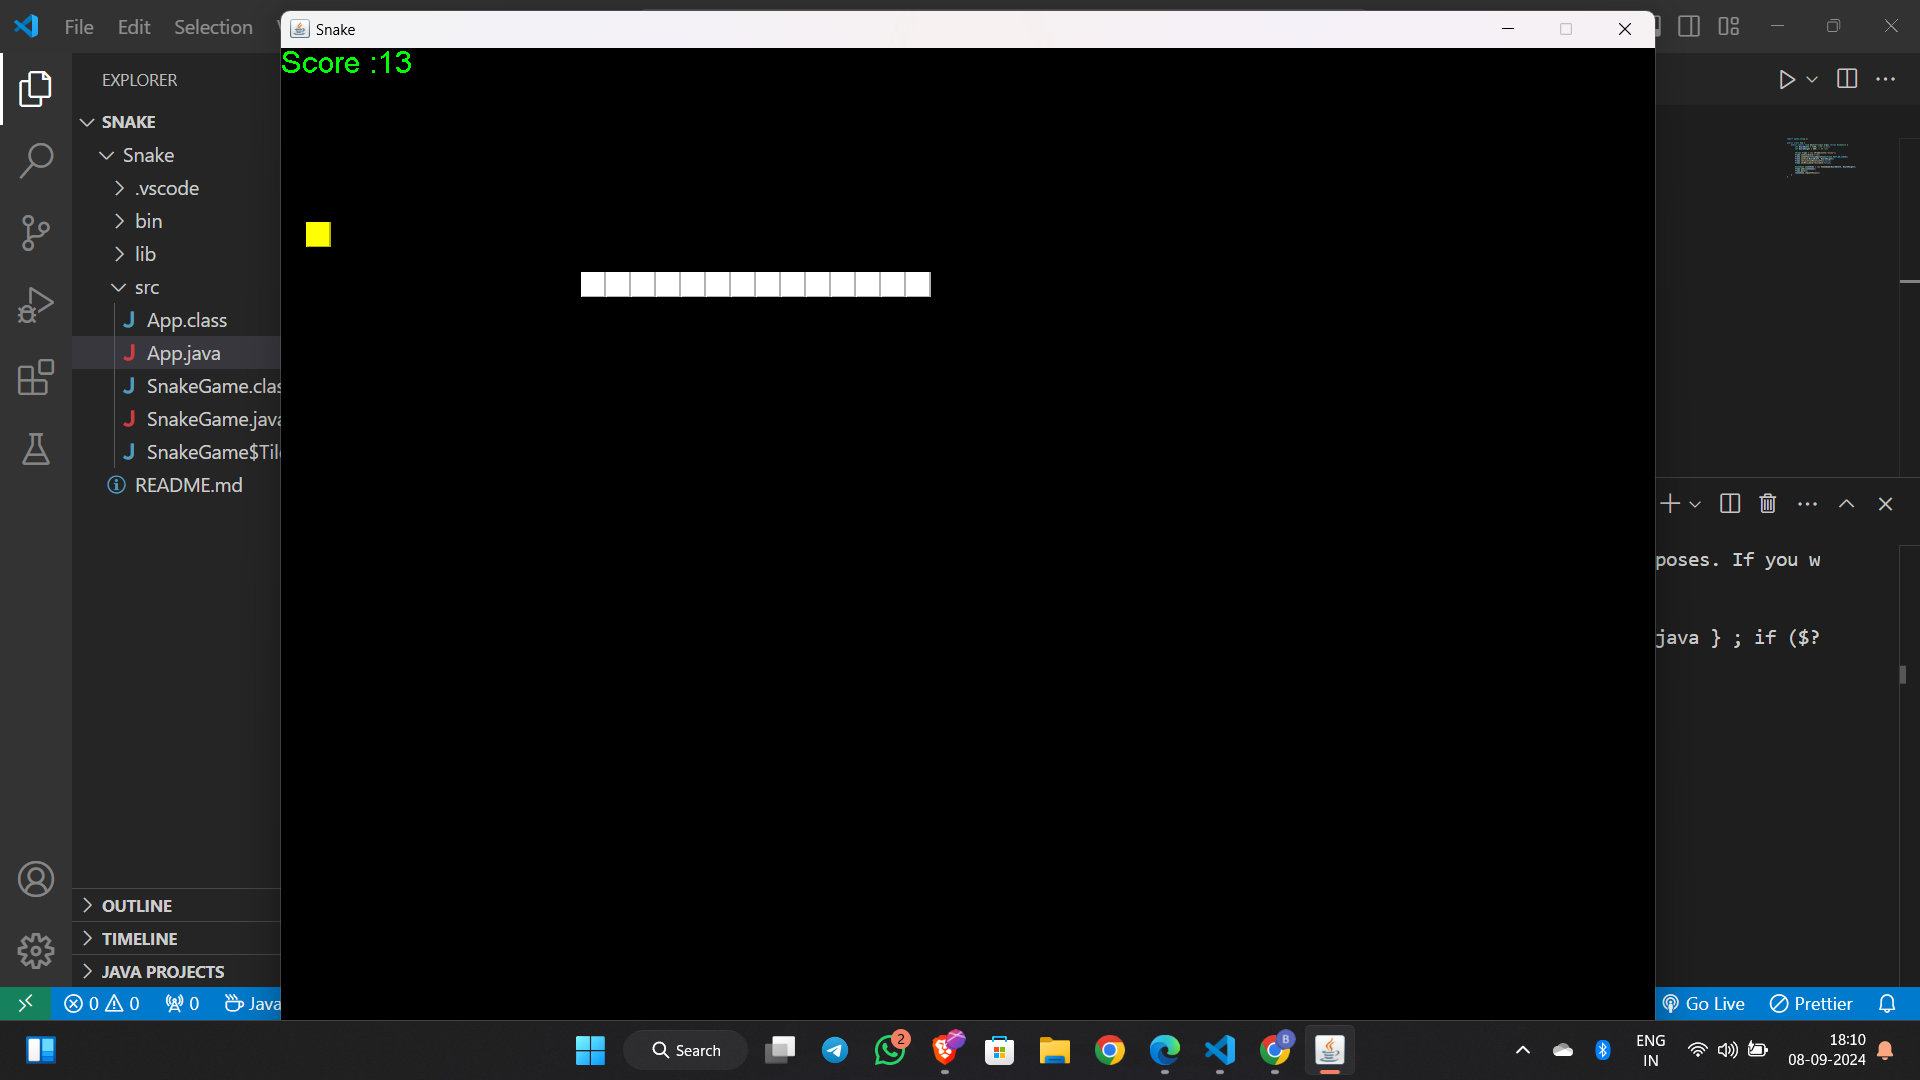 File Edit Selection
Snake
Score :13
EXPLORER
SNAKE
Snake
.vscode
bin
lib
src
J App.class
J App.java
J SnakeGame.clas
J SnakeGame.java
J SnakeGame$Til
README.md
poses. If you w
java } ; if ($?
OUTLINE
TIMELINE
JAVA PROJECTS
0 0 0 Java
Go Live Prettier
Search
2
B
ENG
IN
18:10
08-09-2024